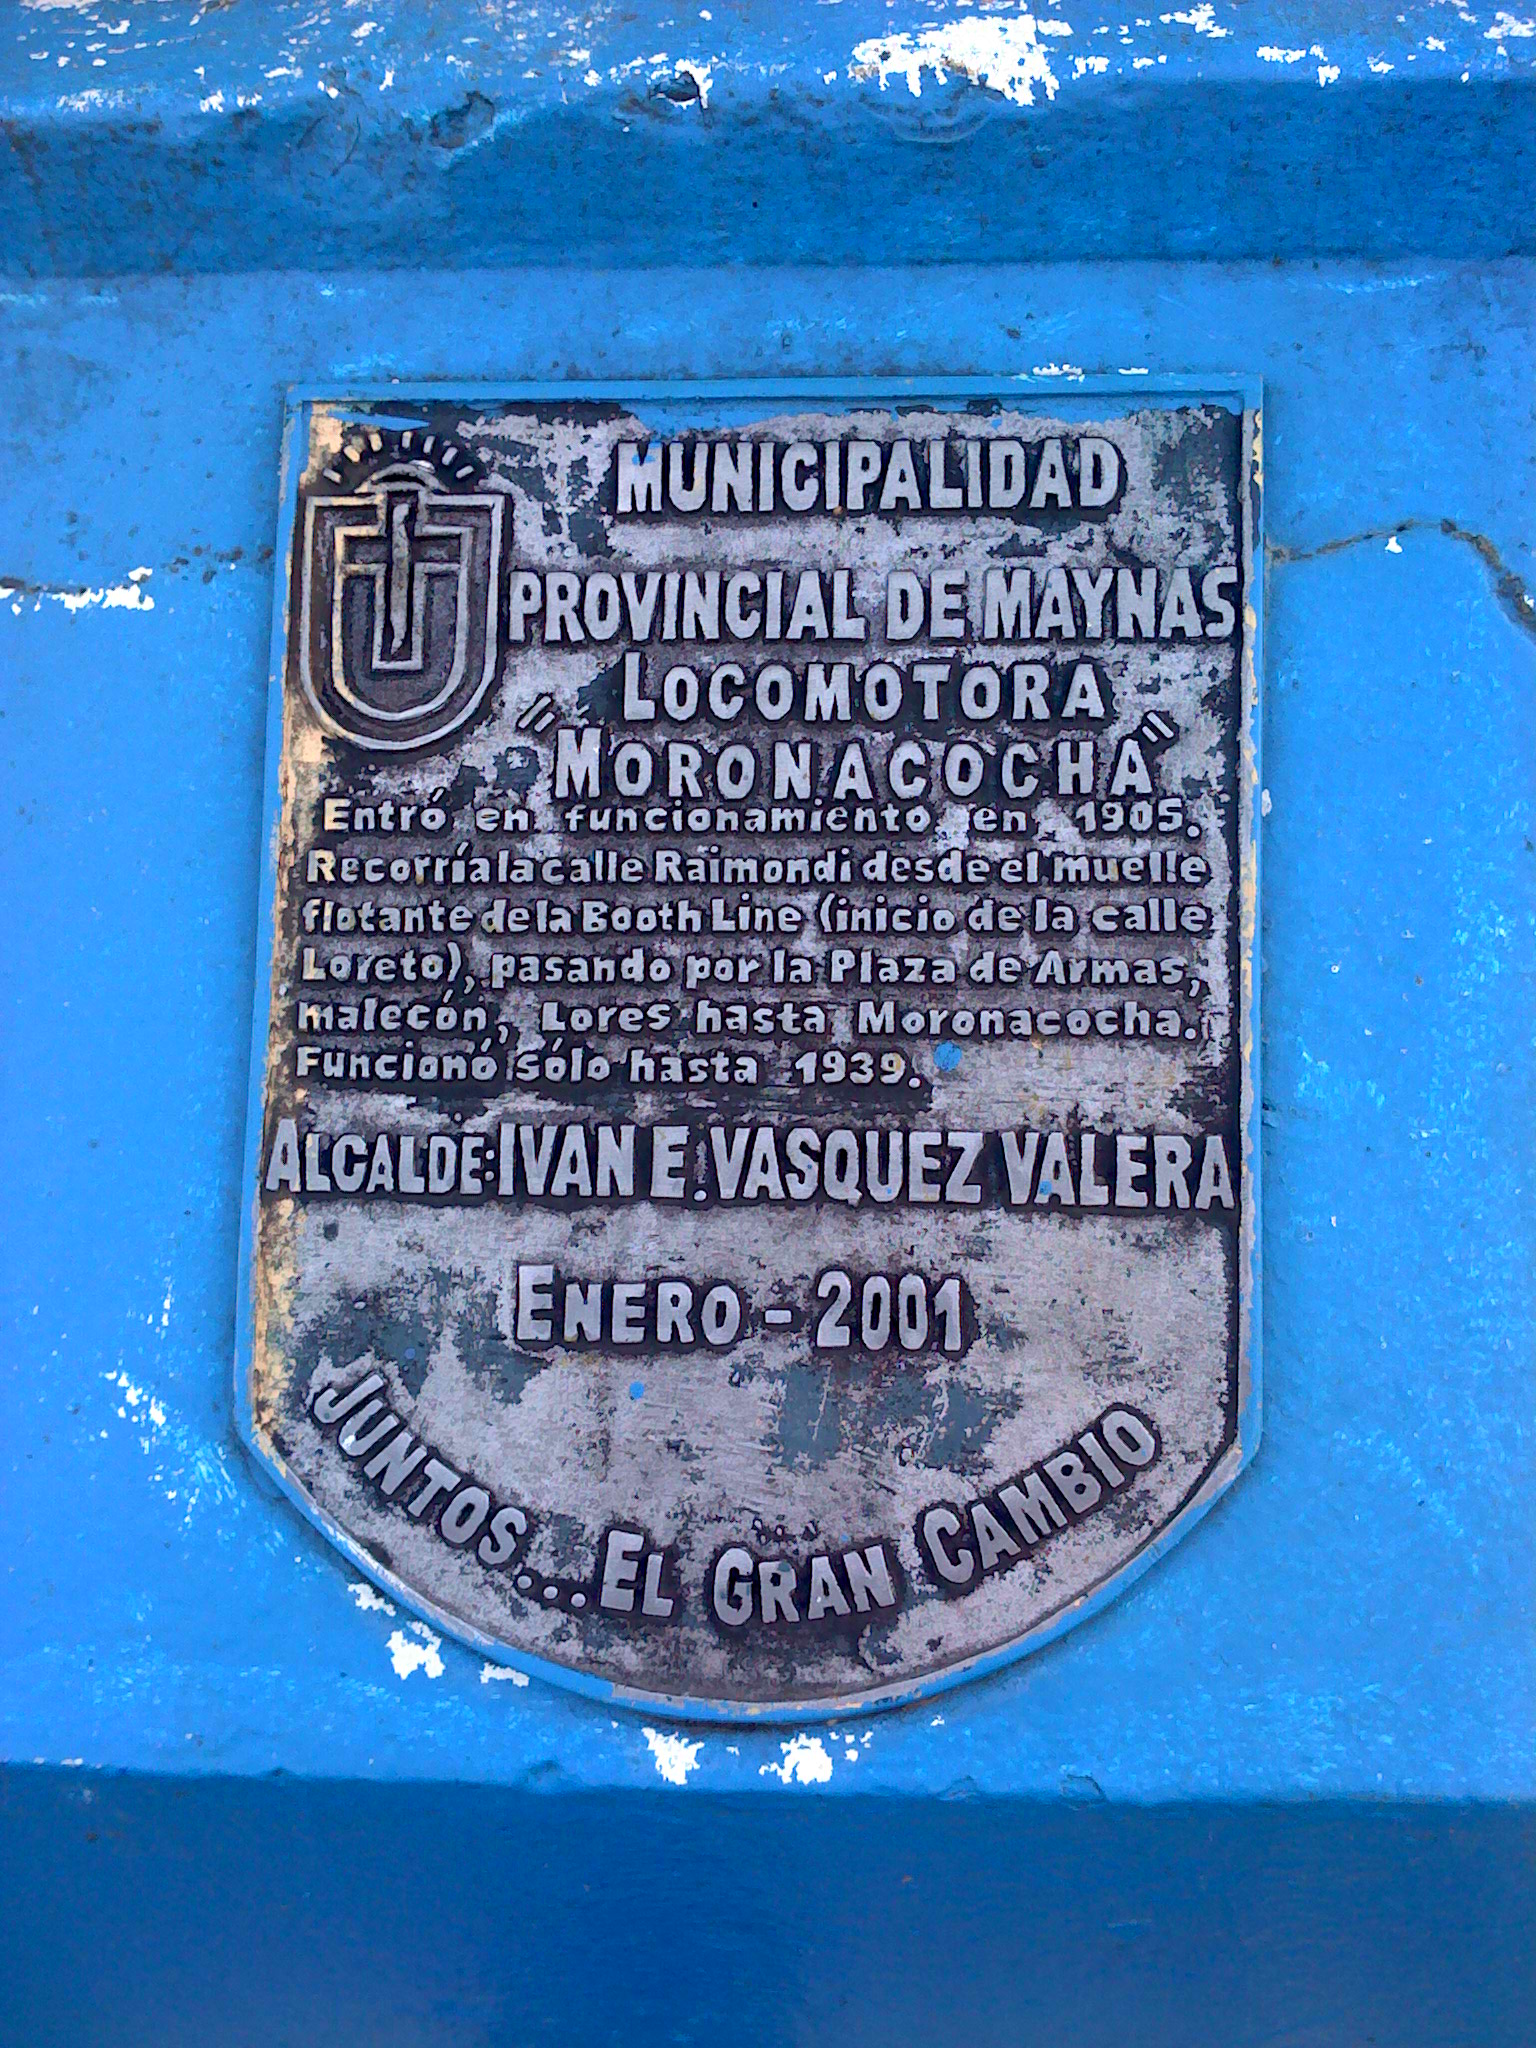 MUNICIPALIDAD
PROVINCIAL DE MAYNAS
LOCOMOTORA
"MORONACOCHA"
Entró en funcionamiento en 1905.
Recorría la calle Raimondi desde el muelle
flotante de la Booth Line (inicio de la calle
Loreto), pasando por la Plaza de Armas,
malecón, Lores hasta Moronacocha.
Funcionó sólo hasta 1939.
ALCALDE: IVAN E. VASQUEZ VALERA
ENERO - 2001
JUNTOS... EL GRAN CAMBIO